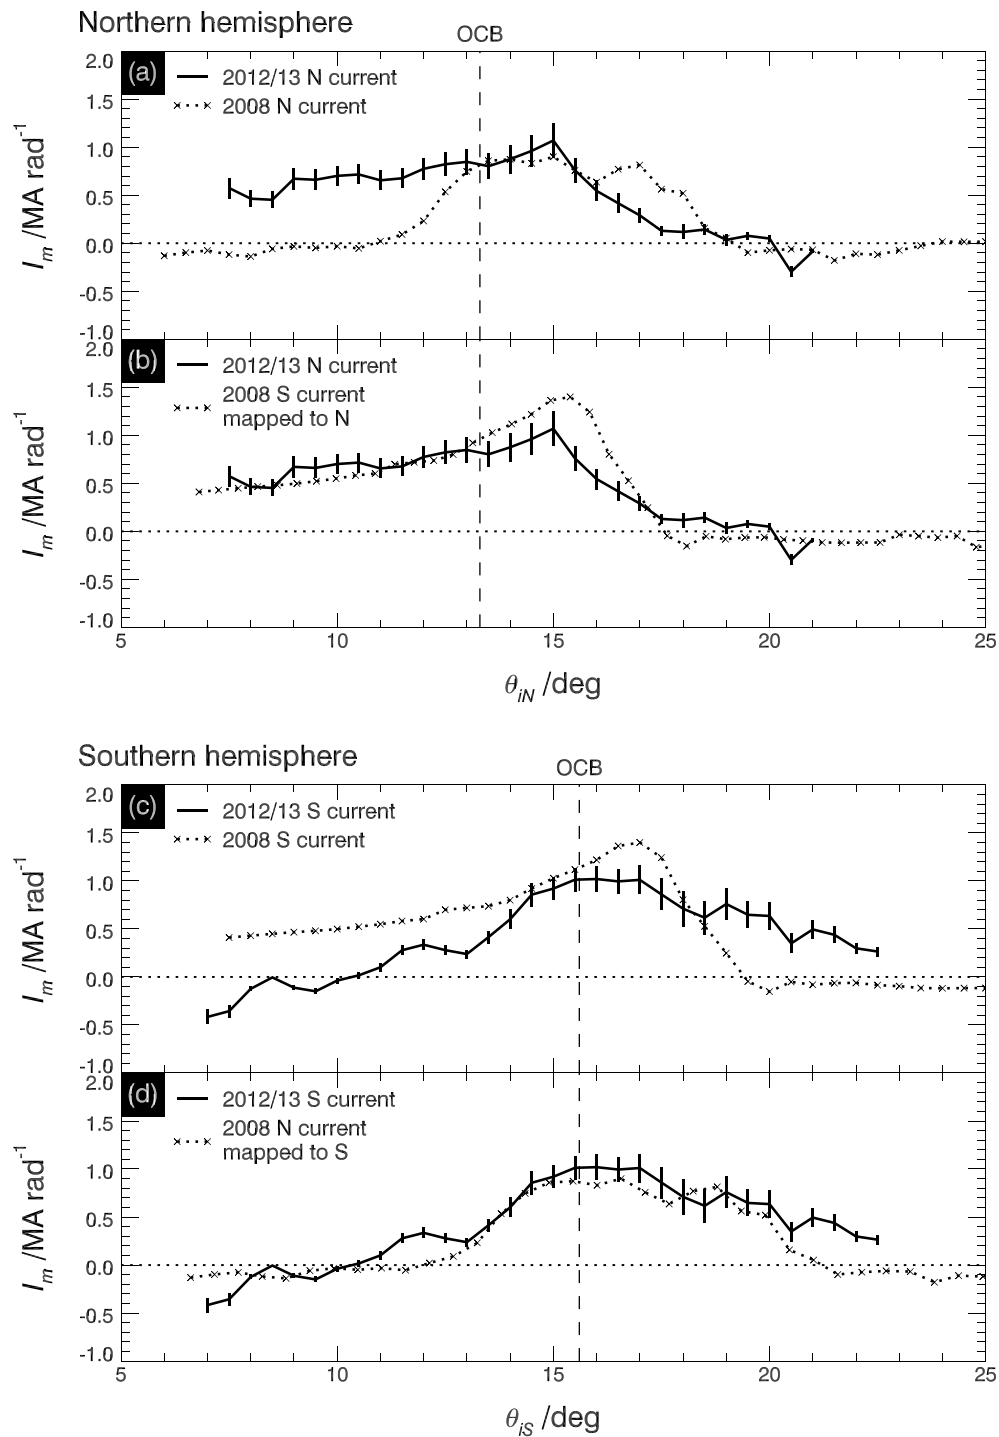 Northern hemisphere
OCB
(a)
2012/13 N current
2008 N current
2.0
1.5
1.0
0.5
0.0
-0.5
-1.0
I_m /MA rad^-1
(b)
2012/13 N current
2008 S current
mapped to N
2.0
1.5
1.0
0.5
0.0
-0.5
-1.0
I_m /MA rad^-1
5 10 15 20 25
θ_iN /deg
Southern hemisphere
OCB
(c)
2012/13 S current
2008 S current
2.0
1.5
1.0
0.5
0.0
-0.5
-1.0
I_m /MA rad^-1
(d)
2012/13 S current
2008 N current
mapped to S
2.0
1.5
1.0
0.5
0.0
-0.5
-1.0
I_m /MA rad^-1
5 10 15 20 25
θ_iS /deg